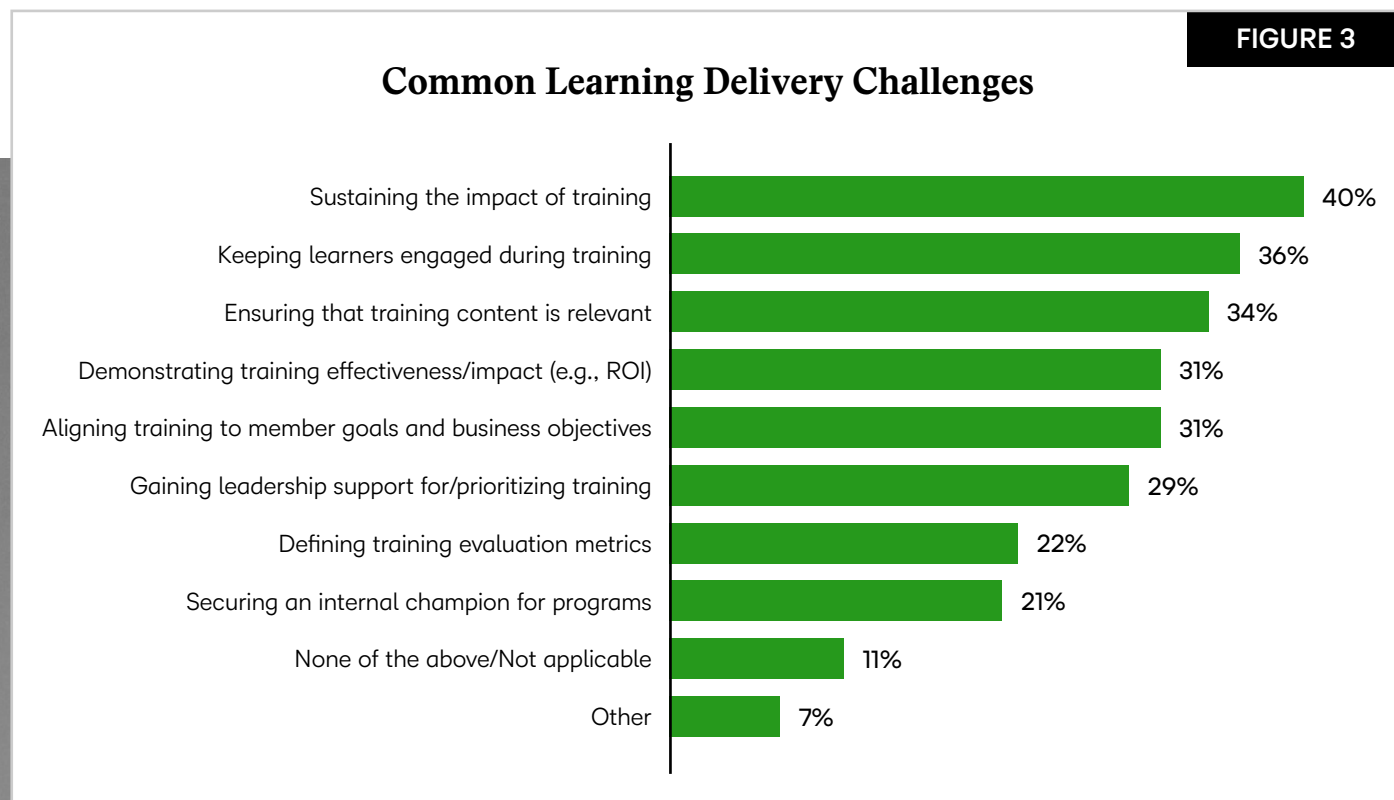 FIGURE 3
Common Learning Delivery Challenges
Sustaining the impact of training 40%
Keeping learners engaged during training 36%
Ensuring that training content is relevant 34%
Demonstrating training effectiveness/impact (e.g., ROI) 31%
Aligning training to member goals and business objectives 31%
Gaining leadership support for/prioritizing training 29%
Defining training evaluation metrics 22%
Securing an internal champion for programs 21%
None of the above/Not applicable 11%
Other 7%